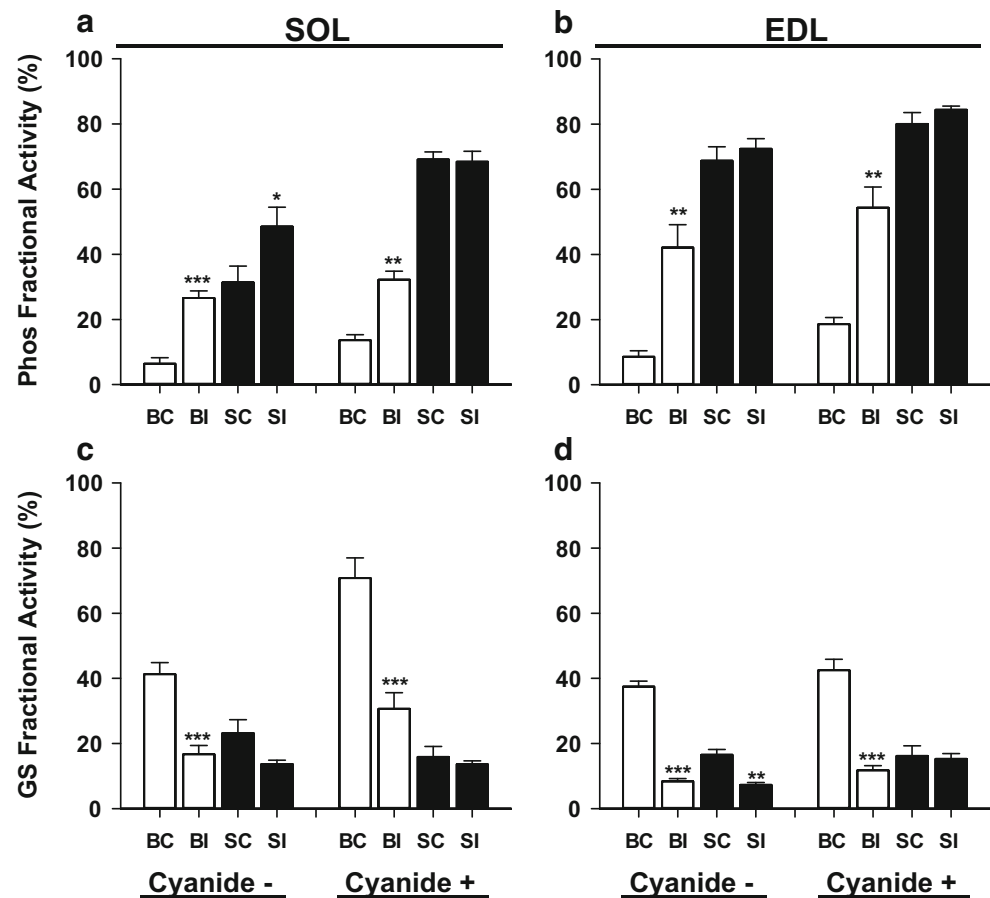 a SOL b EDL
Phos Fractional Activity (%)
100 100
80 80
60 60
40 40
20 20
0 0
*** * ** ** **
BC BI SC SI BC BI SC SI BC BI SC SI BC BI SC SI
c d
GS Fractional Activity (%)
100 100
80 80
60 60
40 40
20 20
0 0
*** *** *** ** ***
BC BI SC SI BC BI SC SI BC BI SC SI BC BI SC SI
Cyanide - Cyanide + Cyanide - Cyanide +